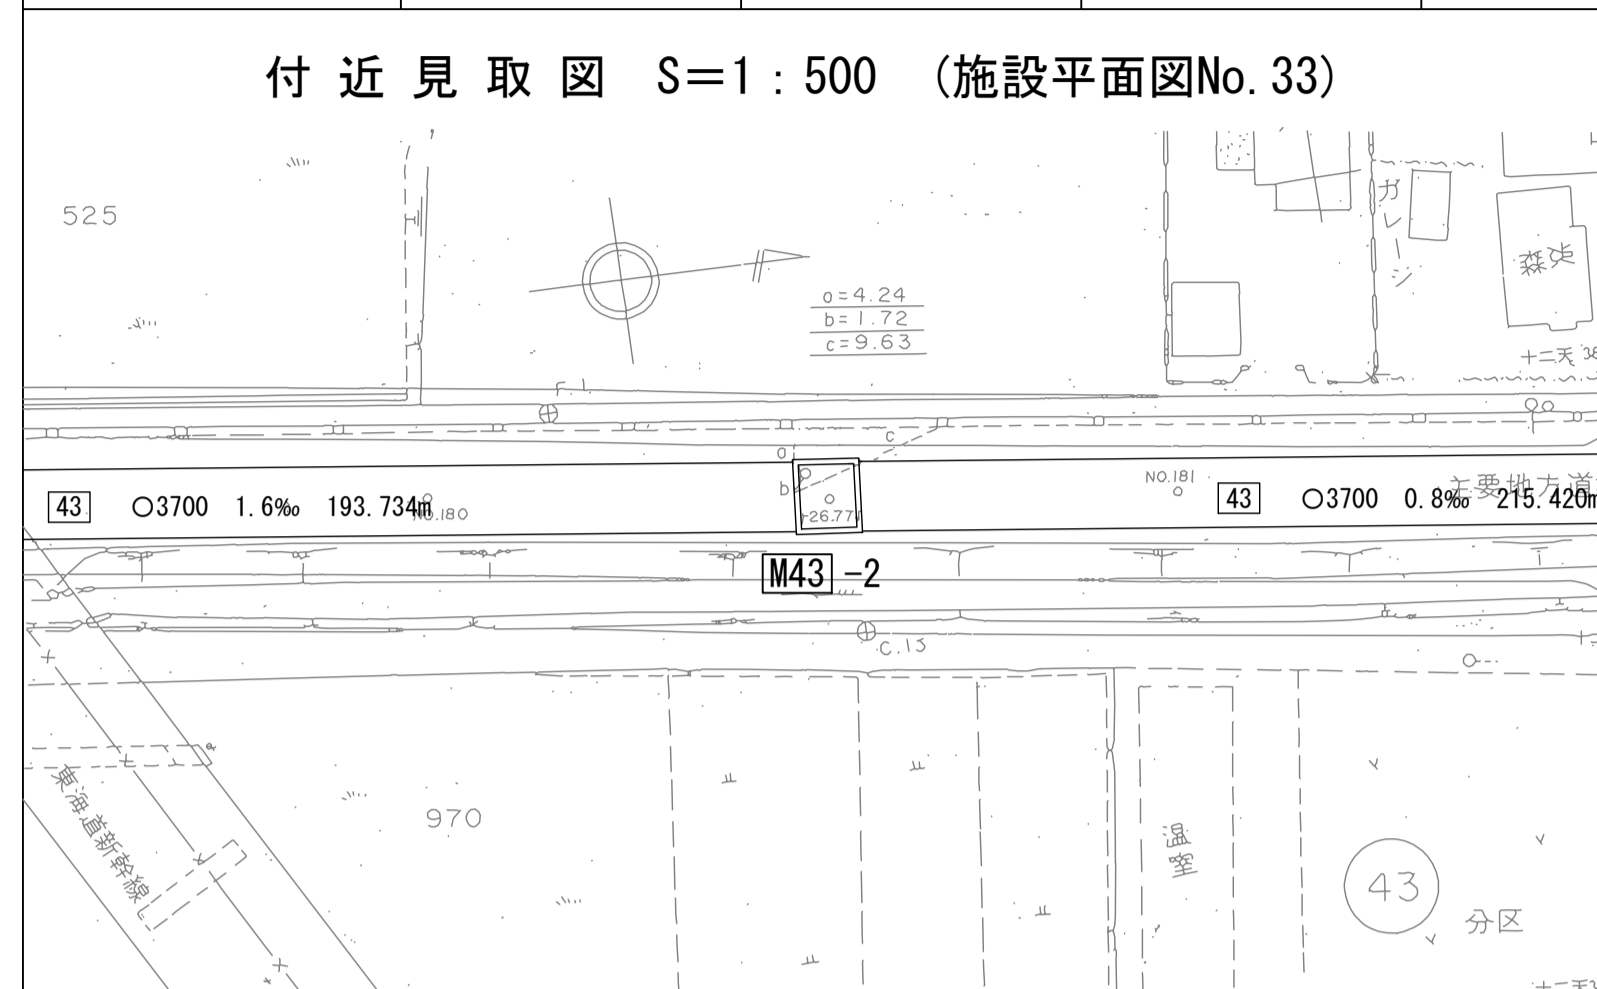 付近見取図 S=1:500 (施設平面図No.33)
525
ガレージ
a=4.24
b=1.72
c=9.63
十二天 38
c
a
b
43 ○3700 1.6‰ 193.734m
NO.180
+26.77
NO.181
主要地方道
43 ○3700 0.8‰ 215.420m
M43-2
C.15
東海道新幹線
970
温室
43
分区